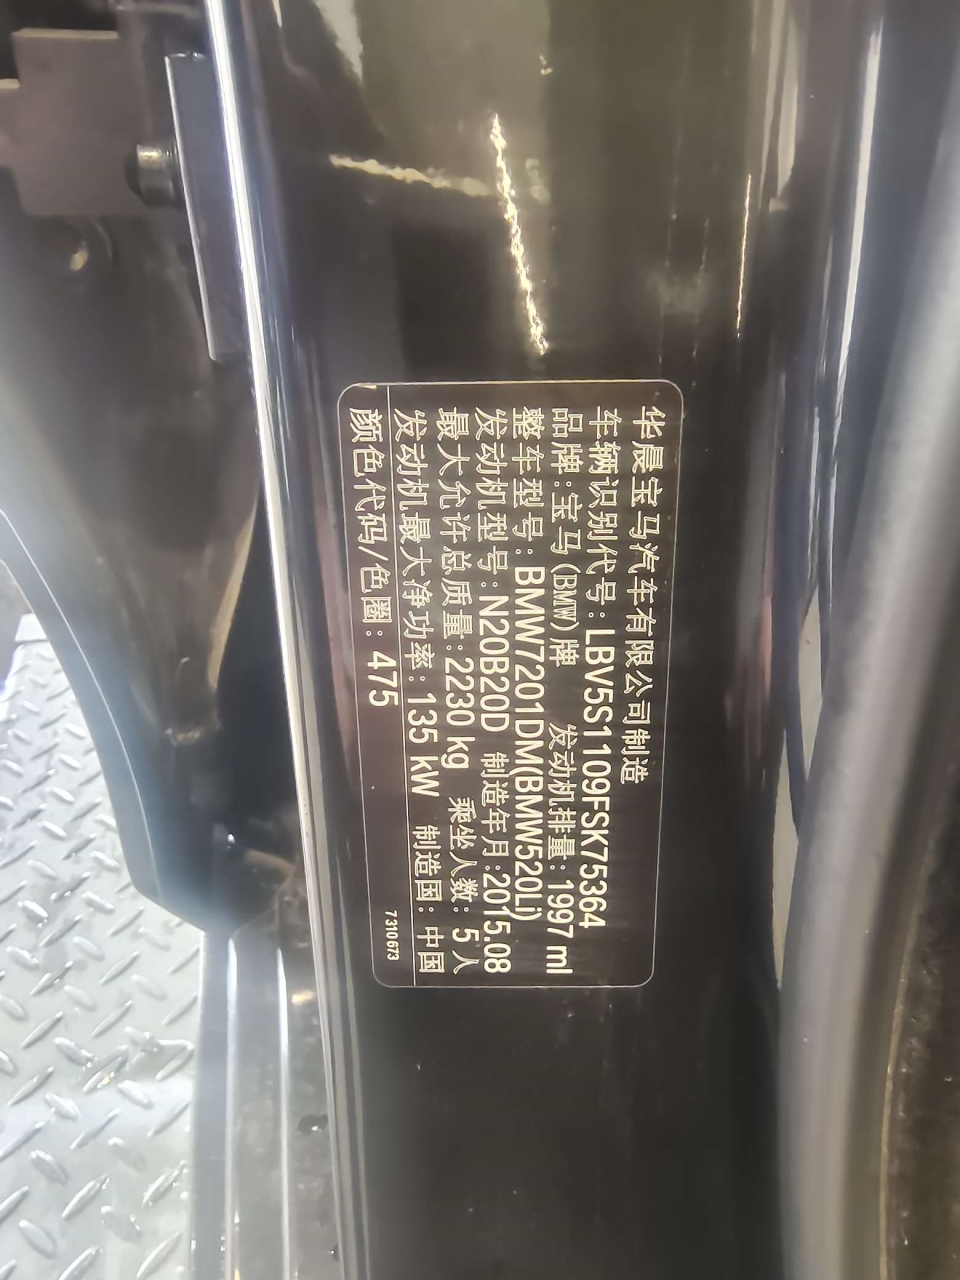 华晨宝马汽车有限公司制造
车辆识别代号：LBV5S1109FSK75364
品牌：宝马(BMW)牌 发动机排量：1997 ml
整车型号：BMW7201DM(BMW520Li)
发动机型号：N20B20D 制造年月：2015.08
最大允许总质量：2230 kg 乘坐人数：5人
发动机最大净功率：135 kW 制造国：中国
颜色代码/色圈：475 7310673